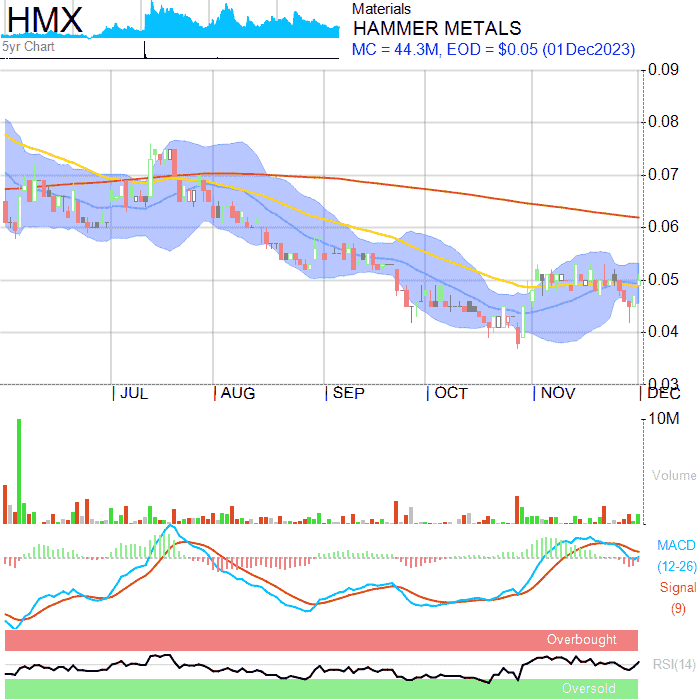 HMX
5yr Chart
Materials
HAMMER METALS
MC = 44.3M, EOD = $0.05 (01Dec2023)
0.09
0.08
0.07
0.06
0.05
0.04
0.03
JUL AUG SEP OCT NOV DEC
10M
Volume
MACD
(12-26)
Signal
(9)
Overbought
RSI(14)
Oversold